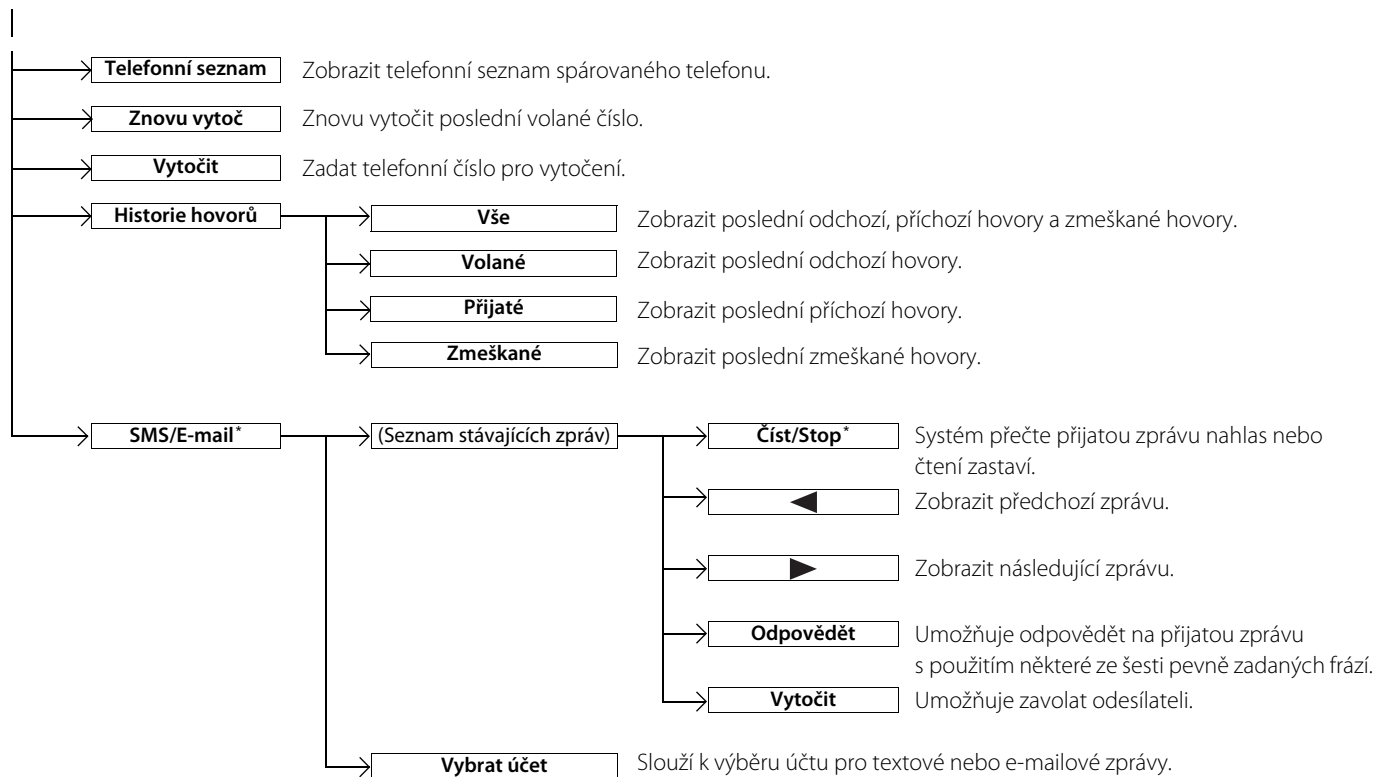 Telefonní seznam Zobrazit telefonní seznam spárovaného telefonu.
Znovu vytoč Znovu vytočit poslední volané číslo.
Vytočit Zadat telefonní číslo pro vytočení.
Historie hovorů Vše Zobrazit poslední odchozí, příchozí hovory a zmeškané hovory.
Volané Zobrazit poslední odchozí hovory.
Přijaté Zobrazit poslední příchozí hovory.
Zmeškané Zobrazit poslední zmeškané hovory.
SMS/E-mail* (Seznam stávajících zpráv) Číst/Stop* Systém přečte přijatou zprávu nahlas nebo
čtení zastaví.
Zobrazit předchozí zprávu.
Zobrazit následující zprávu.
Odpovědět Umožňuje odpovědět na přijatou zprávu
s použitím některé ze šesti pevně zadaných frází.
Vytočit Umožňuje zavolat odesílateli.
Vybrat účet Slouží k výběru účtu pro textové nebo e-mailové zprávy.